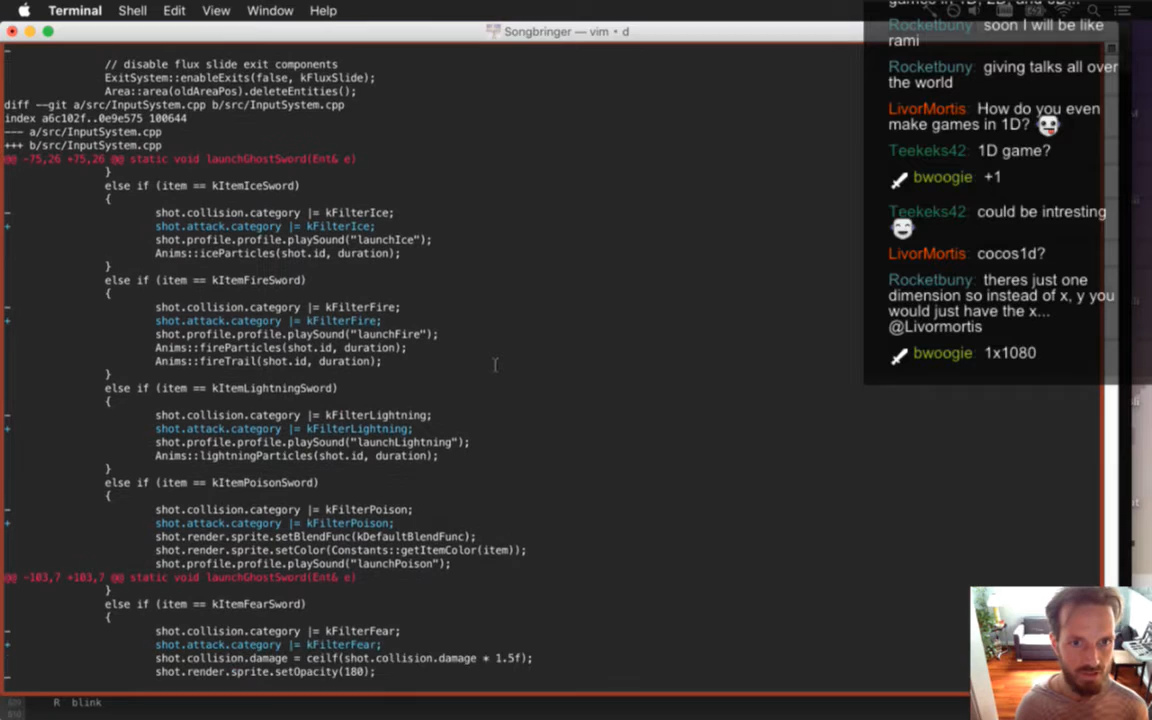 Terminal Shell Edit View Window Help
Songbringer — vim • d
-
// disable flux slide exit components
ExitSystem::enableExits(false, kFluxSlide);
Area::area(oldAreaPos).deleteEntities();
diff --git a/src/InputSystem.cpp b/src/InputSystem.cpp
index a6c102f..0e9e575 100644
--- a/src/InputSystem.cpp
+++ b/src/InputSystem.cpp
@@ -75,26 +75,26 @@ static void launchGhostSword(Ent& e)
}
else if (item == kItemIceSword)
{
- shot.collision.category |= kFilterIce;
+ shot.attack.category |= kFilterIce;
shot.profile.profile.playSound("launchIce");
Anims::iceParticles(shot.id, duration);
}
else if (item == kItemFireSword)
{
- shot.collision.category |= kFilterFire;
+ shot.attack.category |= kFilterFire;
shot.profile.profile.playSound("launchFire");
Anims::fireParticles(shot.id, duration);
Anims::fireTrail(shot.id, duration);
}
else if (item == kItemLightningSword)
{
- shot.collision.category |= kFilterLightning;
+ shot.attack.category |= kFilterLightning;
shot.profile.profile.playSound("launchLightning");
Anims::lightningParticles(shot.id, duration);
}
else if (item == kItemPoisonSword)
{
- shot.collision.category |= kFilterPoison;
+ shot.attack.category |= kFilterPoison;
shot.render.sprite.setBlendFunc(kDefaultBlendFunc);
shot.render.sprite.setColor(Constants::getItemColor(item));
shot.profile.profile.playSound("launchPoison");
@@ -103,7 +103,7 @@ static void launchGhostSword(Ent& e)
}
else if (item == kItemFearSword)
{
- shot.collision.category |= kFilterFear;
+ shot.attack.category |= kFilterFear;
shot.collision.damage = ceilf(shot.collision.damage * 1.5f);
shot.render.sprite.setOpacity(180);
-
R blink
games in 1D, 2D, and
Rocketbuny: soon I will be like
rami
Rocketbuny: giving talks all over
the world
LivorMortis: How do you even
make games in 1D?
Teekeks42: 1D game?
bwoogie: +1
Teekeks42: could be intresting
LivorMortis: cocos1d?
Rocketbuny: theres just one
dimension so instead of x, y you
would just have the x...
@Livormortis
bwoogie: 1x1080